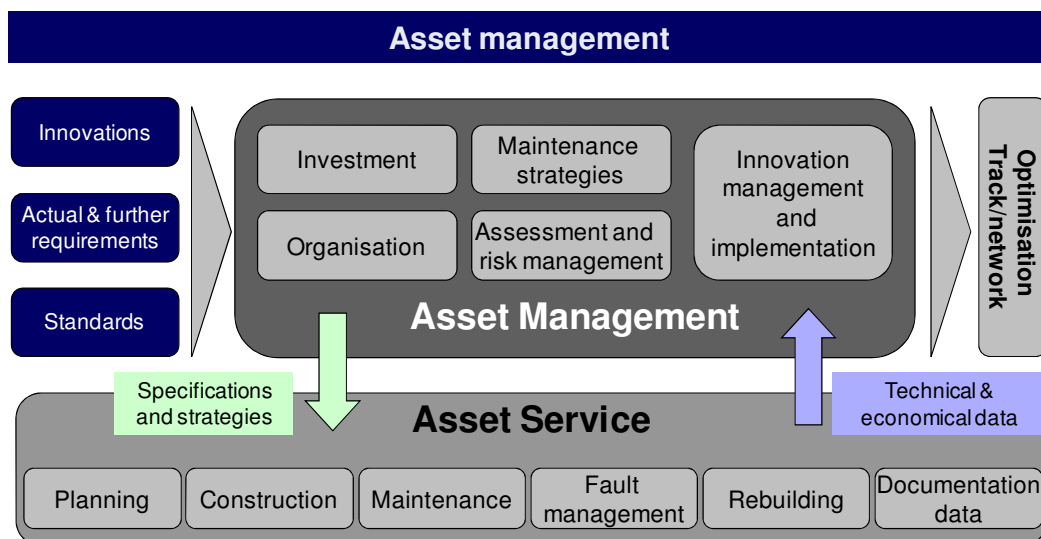 Asset management
Innovations
Actual & further
requirements
Standards
Investment
Maintenance
strategies
Organisation
Assessment and
risk management
Innovation
management
and
implementation
Asset Management
Optimisation
Track/network
Specifications
and strategies
Technical &
economical data
Asset Service
Planning
Construction
Maintenance
Fault
management
Rebuilding
Documentation
data